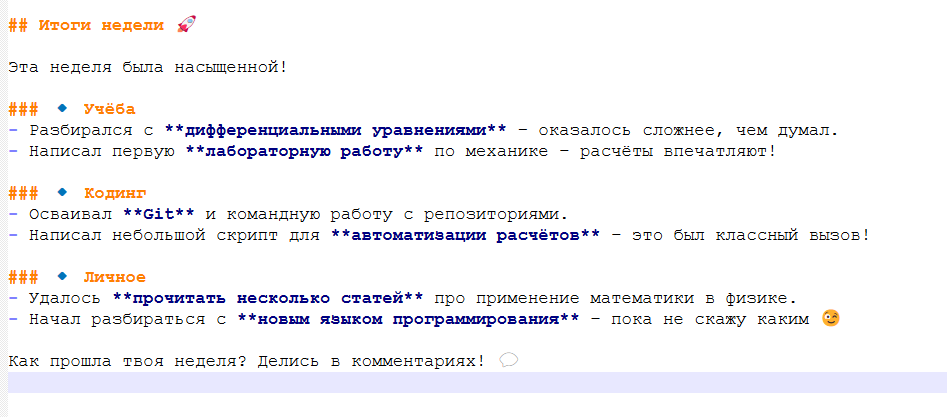 ## Итоги недели 🚀
Эта неделя была насыщенной!
### 🔹 Учёба
- Разбирался с **дифференциальными уравнениями** – оказалось сложнее, чем думал.
- Написал первую **лабораторную работу** по механике – расчёты впечатляют!
### 🔹 Кодинг
- Осваивал **Git** и командную работу с репозиториями.
- Написал небольшой скрипт для **автоматизации расчётов** – это был классный вызов!
### 🔹 Личное
- Удалось **прочитать несколько статей** про применение математики в физике.
- Начал разбираться с **новым языком программирования** – пока не скажу каким 😉
Как прошла твоя неделя? Делись в комментариях! 💬